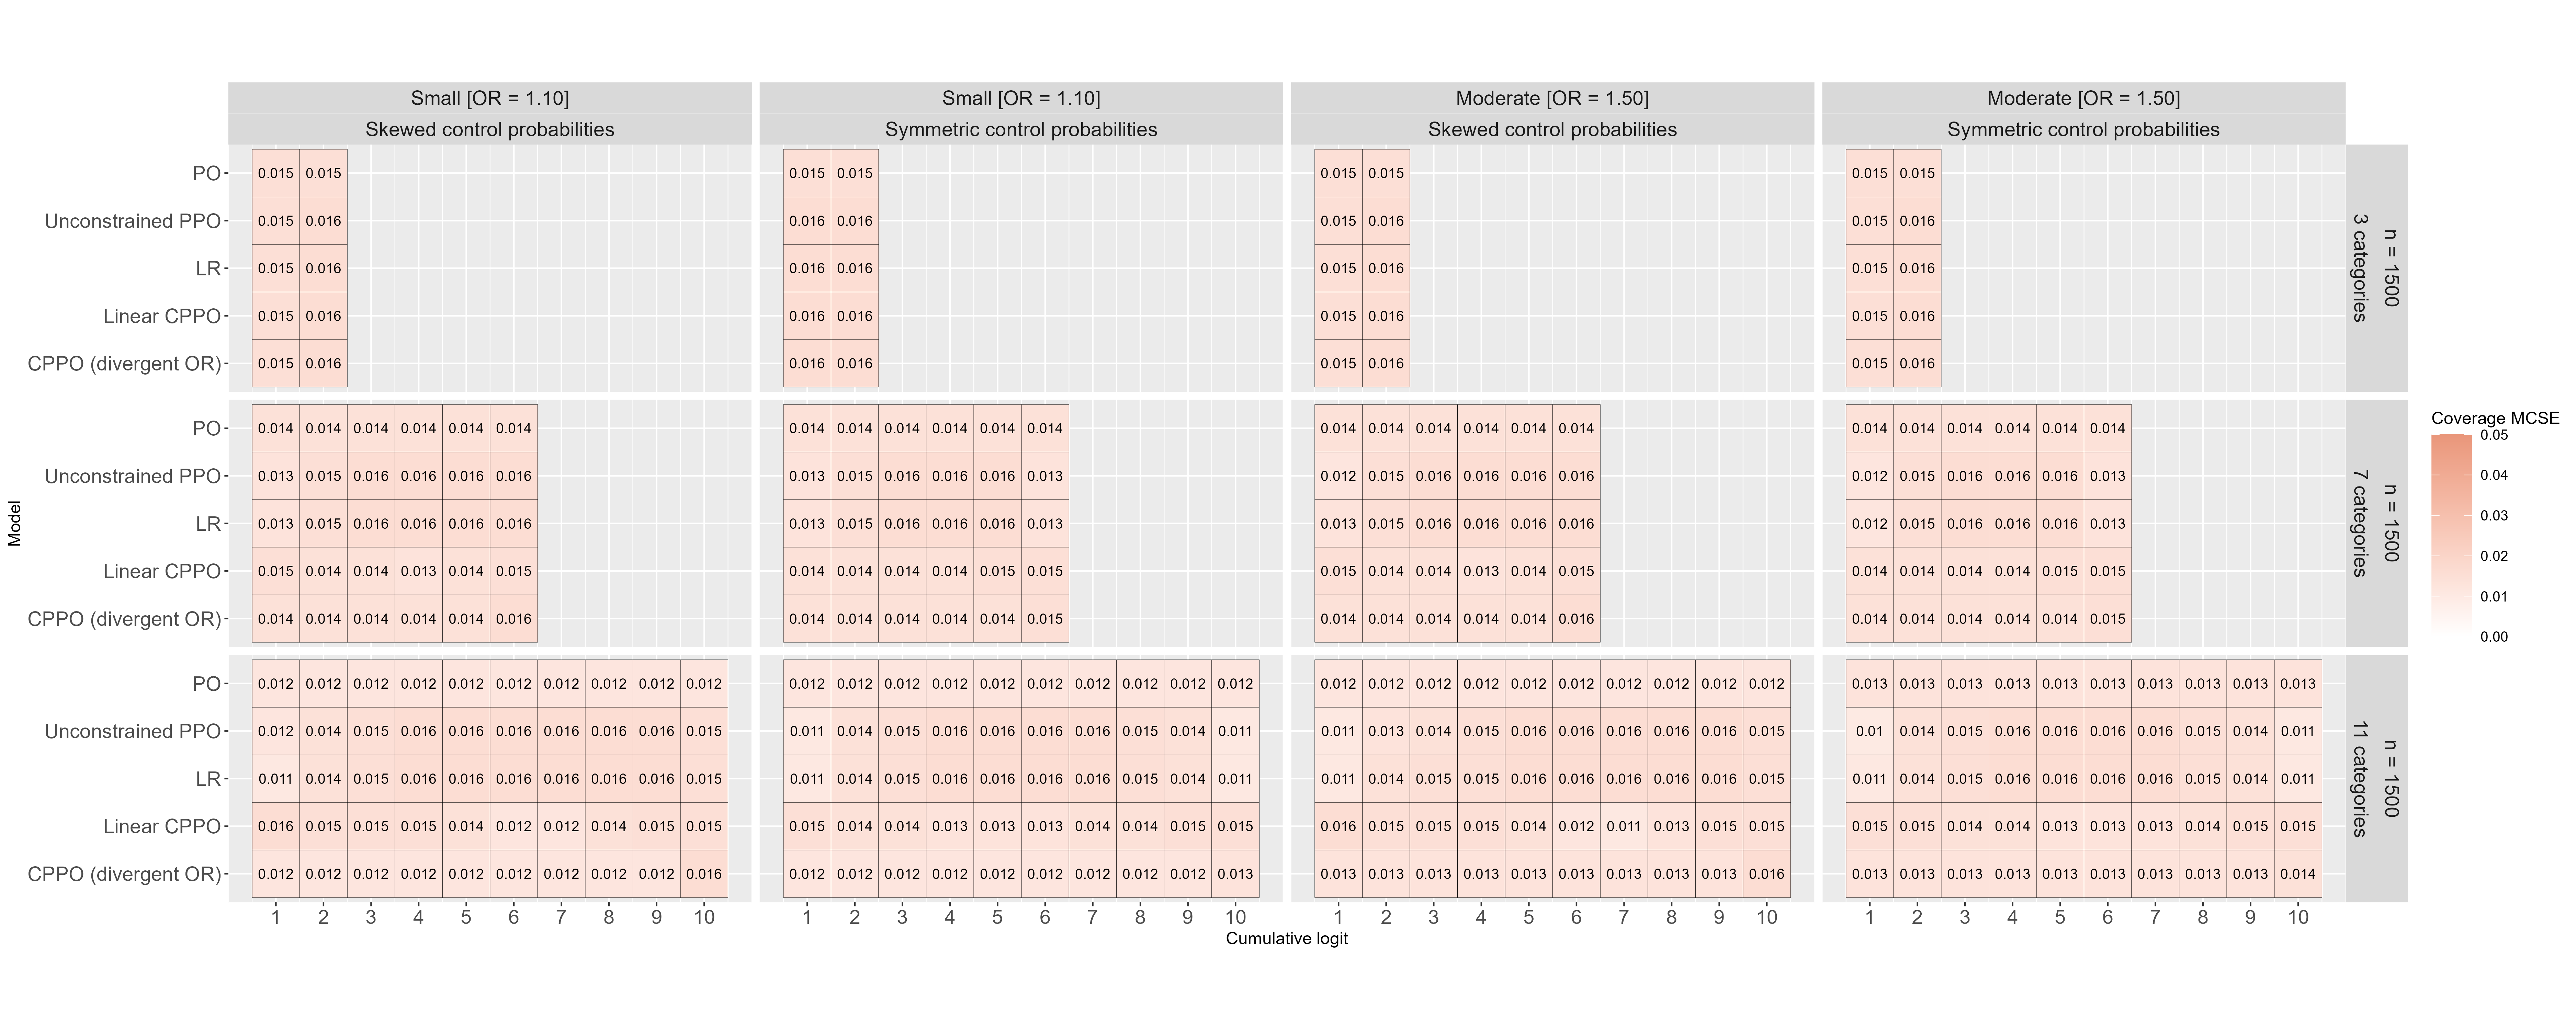 Small [OR = 1.10] Small [OR = 1.10] Moderate [OR = 1.50] Moderate [OR = 1.50]
Skewed control probabilities Symmetric control probabilities Skewed control probabilities Symmetric control probabilities
PO 0.015 0.015 0.015 0.015 0.015 0.015 0.015 0.015
Unconstrained PPO 0.015 0.016 0.016 0.016 0.015 0.016 0.015 0.016
LR 0.015 0.016 0.016 0.016 0.015 0.016 0.015 0.016
Linear CPPO 0.015 0.016 0.016 0.016 0.015 0.016 0.015 0.016
CPPO (divergent OR) 0.015 0.016 0.016 0.016 0.015 0.016 0.015 0.016
n = 1500
3 categories
PO 0.014 0.014 0.014 0.014 0.014 0.014 0.014 0.014 0.014 0.014 0.014 0.014 0.014 0.014 0.014 0.014 0.014 0.014 0.014 0.014 0.014 0.014 0.014 0.014
Unconstrained PPO 0.013 0.015 0.016 0.016 0.016 0.016 0.013 0.015 0.016 0.016 0.016 0.013 0.012 0.015 0.016 0.016 0.016 0.016 0.012 0.015 0.016 0.016 0.016 0.013
LR 0.013 0.015 0.016 0.016 0.016 0.016 0.013 0.015 0.016 0.016 0.016 0.013 0.013 0.015 0.016 0.016 0.016 0.016 0.012 0.015 0.016 0.016 0.016 0.013
Linear CPPO 0.015 0.014 0.014 0.013 0.014 0.015 0.014 0.014 0.014 0.014 0.015 0.015 0.015 0.014 0.014 0.013 0.014 0.015 0.014 0.014 0.014 0.014 0.015 0.015
CPPO (divergent OR) 0.014 0.014 0.014 0.014 0.014 0.016 0.014 0.014 0.014 0.014 0.014 0.015 0.014 0.014 0.014 0.014 0.014 0.016 0.014 0.014 0.014 0.014 0.014 0.015
n = 1500
7 categories
PO 0.012 0.012 0.012 0.012 0.012 0.012 0.012 0.012 0.012 0.012 0.012 0.012 0.012 0.012 0.012 0.012 0.012 0.012 0.012 0.012 0.012 0.012 0.012 0.012 0.012 0.012 0.012 0.012 0.012 0.012 0.013 0.013 0.013 0.013 0.013 0.013 0.013 0.013 0.013 0.013
Unconstrained PPO 0.012 0.014 0.015 0.016 0.016 0.016 0.016 0.016 0.016 0.015 0.011 0.014 0.015 0.016 0.016 0.016 0.016 0.015 0.014 0.011 0.011 0.013 0.014 0.015 0.016 0.016 0.016 0.016 0.016 0.015 0.01 0.014 0.015 0.016 0.016 0.016 0.016 0.015 0.014 0.011
LR 0.011 0.014 0.015 0.016 0.016 0.016 0.016 0.016 0.016 0.015 0.011 0.014 0.015 0.016 0.016 0.016 0.016 0.015 0.014 0.011 0.011 0.014 0.015 0.015 0.016 0.016 0.016 0.016 0.016 0.015 0.011 0.014 0.015 0.016 0.016 0.016 0.016 0.015 0.014 0.011
Linear CPPO 0.016 0.015 0.015 0.015 0.014 0.012 0.012 0.014 0.015 0.015 0.015 0.014 0.014 0.013 0.013 0.013 0.014 0.014 0.015 0.015 0.016 0.015 0.015 0.015 0.014 0.012 0.011 0.013 0.015 0.015 0.015 0.015 0.014 0.014 0.013 0.013 0.013 0.014 0.015 0.015
CPPO (divergent OR) 0.012 0.012 0.012 0.012 0.012 0.012 0.012 0.012 0.012 0.016 0.012 0.012 0.012 0.012 0.012 0.012 0.012 0.012 0.012 0.013 0.013 0.013 0.013 0.013 0.013 0.013 0.013 0.013 0.013 0.016 0.013 0.013 0.013 0.013 0.013 0.013 0.013 0.013 0.013 0.014
n = 1500
11 categories
1 2 3 4 5 6 7 8 9 10 1 2 3 4 5 6 7 8 9 10 1 2 3 4 5 6 7 8 9 10 1 2 3 4 5 6 7 8 9 10
Cumulative logit
Model
Coverage MCSE
0.05
0.04
0.03
0.02
0.01
0.00